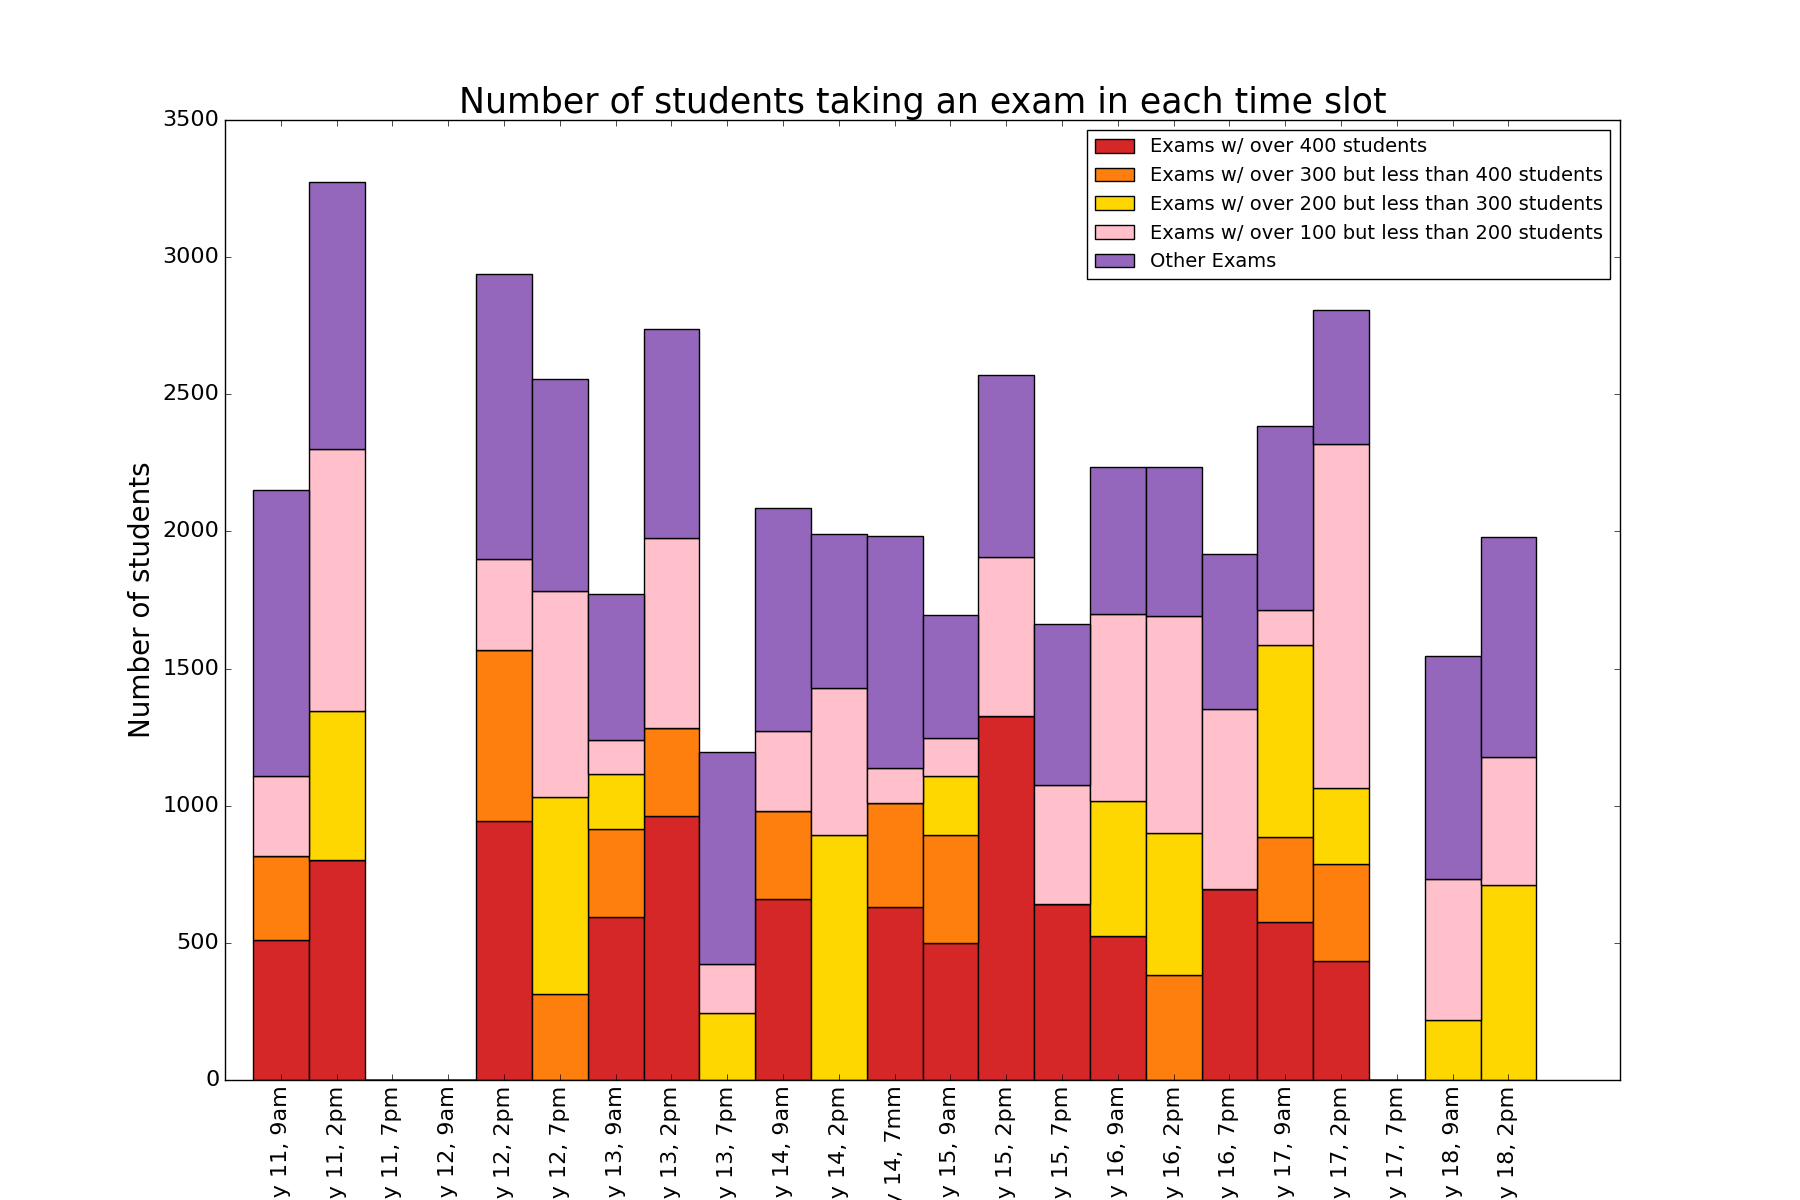 Number of students taking an exam in each time slot
3500
3000
2500
2000
1500
1000
500
0
Number of students
Exams w/ over 400 students
Exams w/ over 300 but less than 400 students
Exams w/ over 200 but less than 300 students
Exams w/ over 100 but less than 200 students
Other Exams
y 11, 9am
y 11, 2pm
y 11, 7pm
y 12, 9am
y 12, 2pm
y 12, 7pm
y 13, 9am
y 13, 2pm
y 13, 7pm
y 14, 9am
y 14, 2pm
y 14, 7mm
y 15, 9am
y 15, 2pm
y 15, 7pm
y 16, 9am
y 16, 2pm
y 16, 7pm
y 17, 9am
y 17, 2pm
y 17, 7pm
y 18, 9am
y 18, 2pm